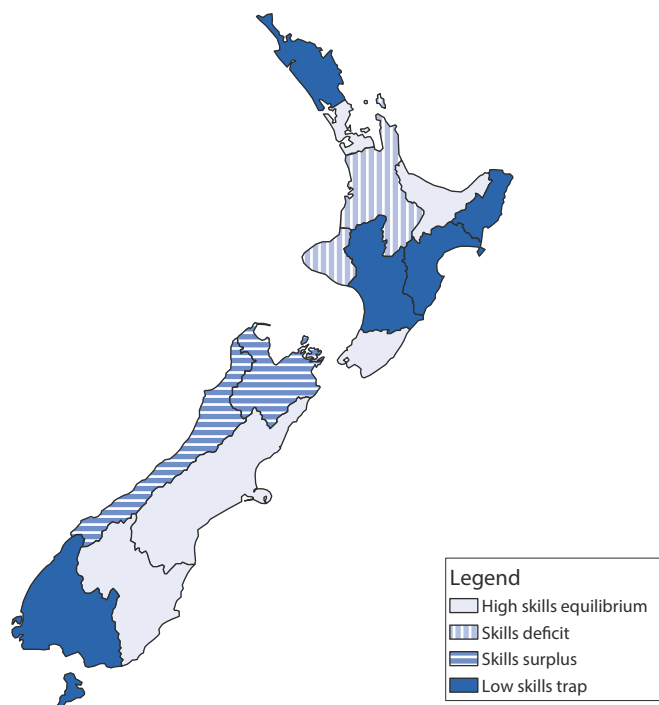 Legend
High skills equilibrium
Skills deficit
Skills surplus
Low skills trap